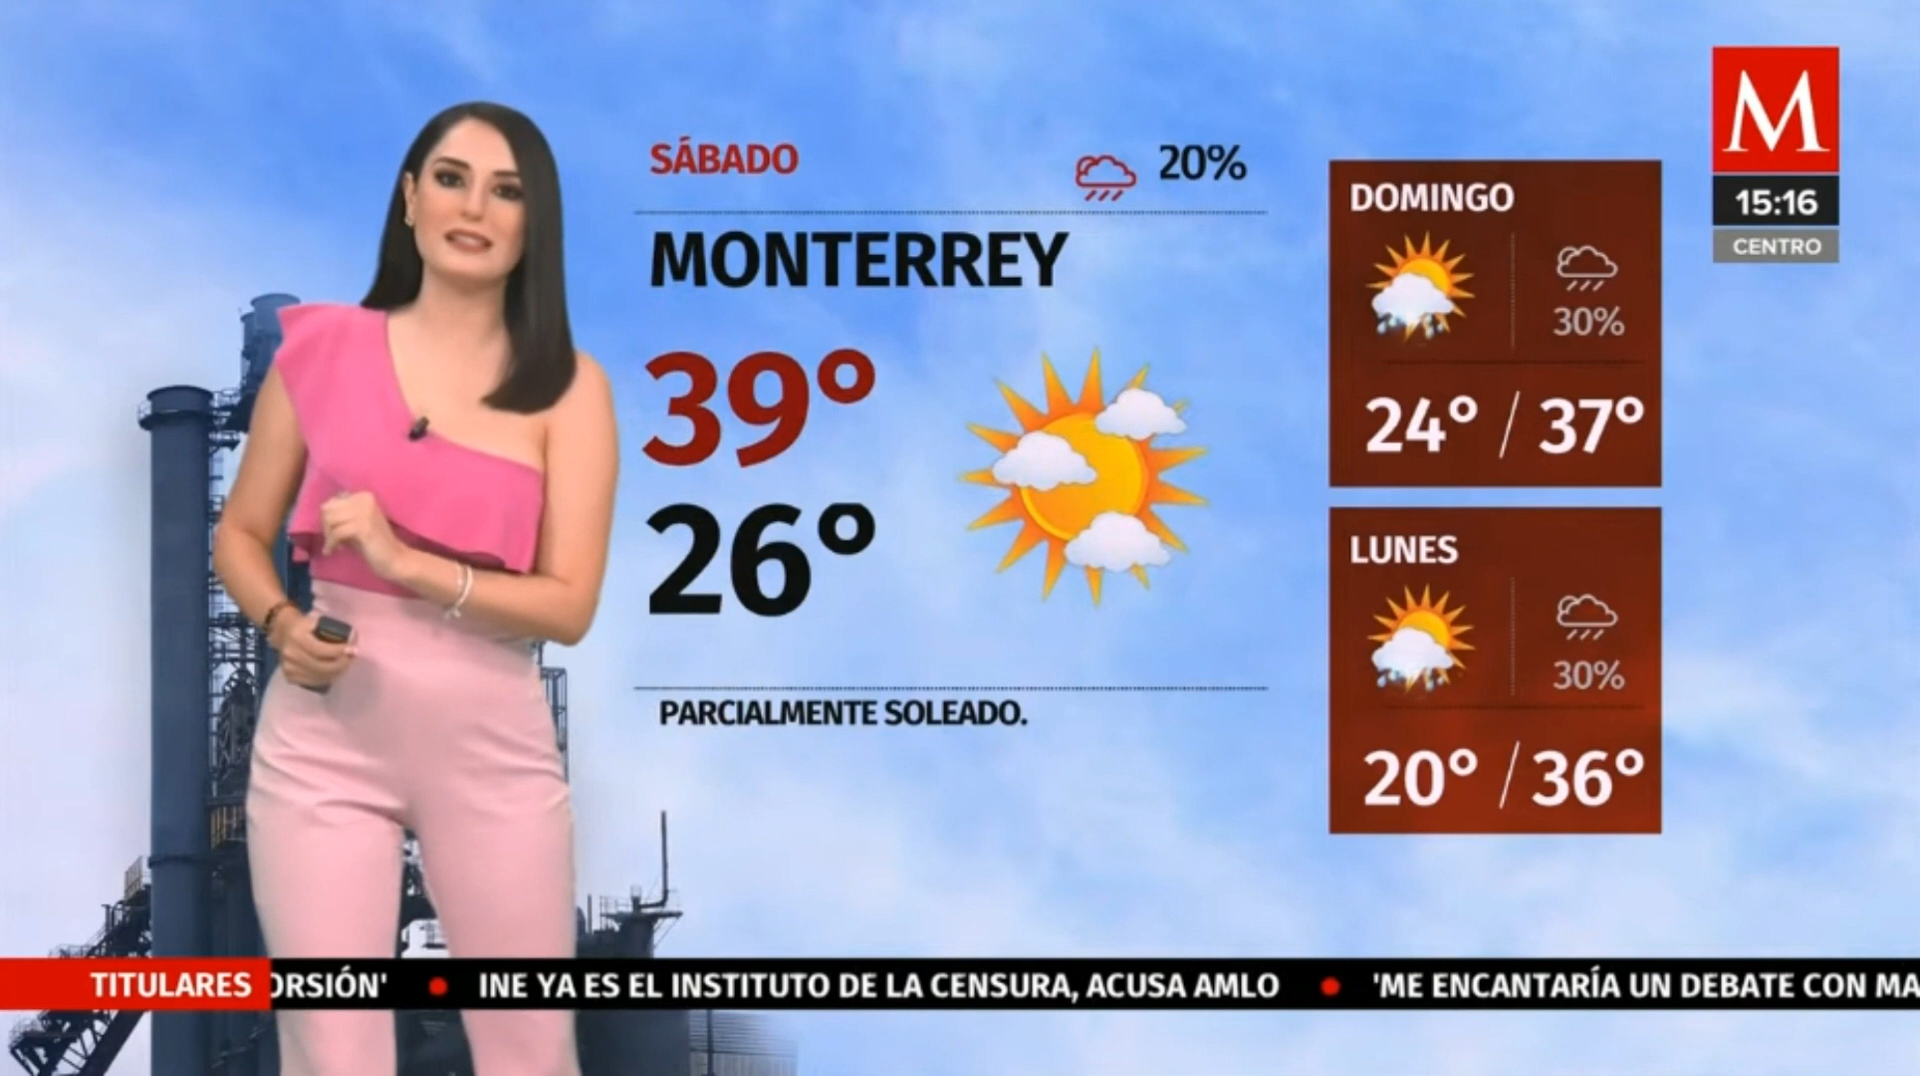 SÁBADO
20%
MONTERREY
39°
26°
PARCIALMENTE SOLEADO.
DOMINGO
30%
24° / 37°
LUNES
30%
20° / 36°
M
15:16
CENTRO
TITULARES ORSIÓN' • INE YA ES EL INSTITUTO DE LA CENSURA, ACUSA AMLO • 'ME ENCANTARÍA UN DEBATE CON MA